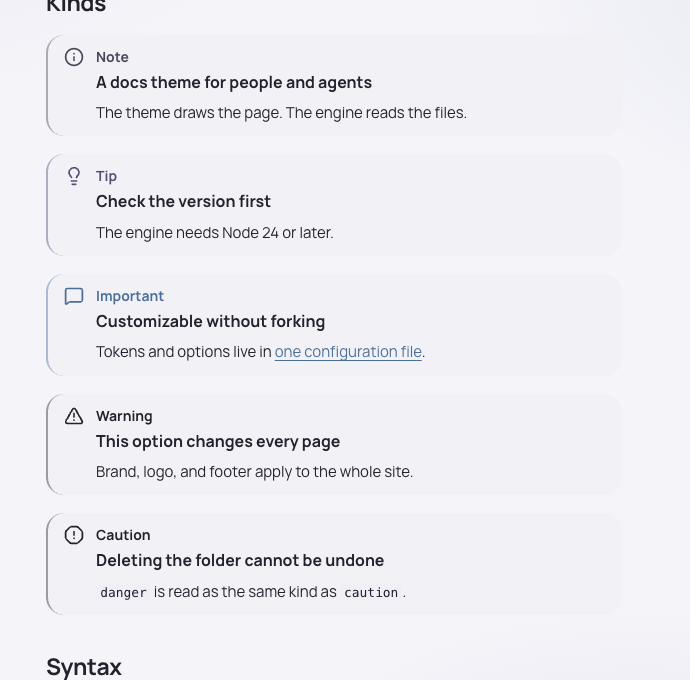 Kinds
Note
A docs theme for people and agents
The theme draws the page. The engine reads the files.
Tip
Check the version first
The engine needs Node 24 or later.
Important
Customizable without forking
Tokens and options live in one configuration file.
Warning
This option changes every page
Brand, logo, and footer apply to the whole site.
Caution
Deleting the folder cannot be undone
danger is read as the same kind as caution.
Syntax